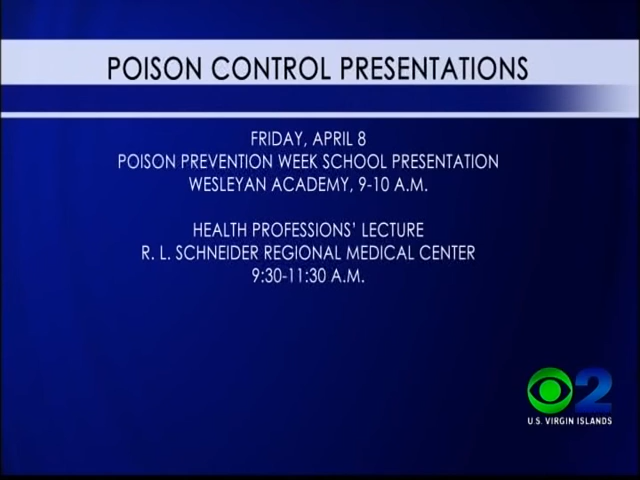 POISON CONTROL PRESENTATIONS
FRIDAY, APRIL 8
POISON PREVENTION WEEK SCHOOL PRESENTATION
WESLEYAN ACADEMY, 9-10 A.M.
HEALTH PROFESSIONS' LECTURE
R. L. SCHNEIDER REGIONAL MEDICAL CENTER
9:30-11:30 A.M.
2
U.S. VIRGIN ISLANDS